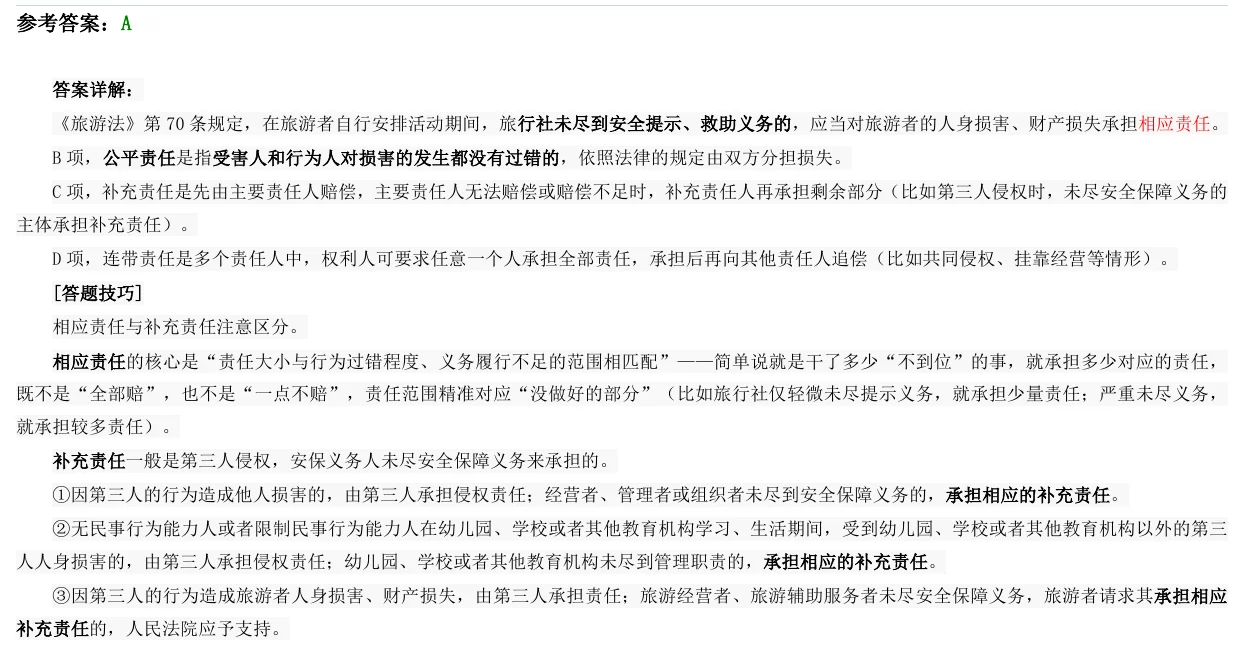 参考答案：A
答案详解：
《旅游法》第 70 条规定，在旅游者自行安排活动期间，旅行社未尽到安全提示、救助义务的，应当对旅游者的人身损害、财产损失承担相应责任。
B 项，公平责任是指受害人和行为人对损害的发生都没有过错的，依照法律的规定由双方分担损失。
C 项，补充责任是先由主要责任人赔偿，主要责任人无法赔偿或赔偿不足时，补充责任人再承担剩余部分（比如第三人侵权时，未尽安全保障义务的
主体承担补充责任）。
D 项，连带责任是多个责任人中，权利人可要求任意一个人承担全部责任，承担后再向其他责任人追偿（比如共同侵权、挂靠经营等情形）。
[答题技巧]
相应责任与补充责任注意区分。
相应责任的核心是“责任大小与行为过错程度、义务履行不足的范围相匹配”——简单说就是干了多少“不到位”的事，就承担多少对应的责任，
既不是“全部赔”，也不是“一点不赔”，责任范围精准对应“没做好的部分”（比如旅行社仅轻微未尽提示义务，就承担少量责任；严重未尽义务，
就承担较多责任）。
补充责任一般是第三人侵权，安保义务人未尽安全保障义务来承担的。
①因第三人的行为造成他人损害的，由第三人承担侵权责任；经营者、管理者或组织者未尽到安全保障义务的，承担相应的补充责任。
②无民事行为能力人或者限制民事行为能力人在幼儿园、学校或者其他教育机构学习、生活期间，受到幼儿园、学校或者其他教育机构以外的第三
人人身损害的，由第三人承担侵权责任；幼儿园、学校或者其他教育机构未尽到管理职责的，承担相应的补充责任。
③因第三人的行为造成旅游者人身损害、财产损失，由第三人承担责任；旅游经营者、旅游辅助服务者未尽安全保障义务，旅游者请求其承担相应
补充责任的，人民法院应予支持。